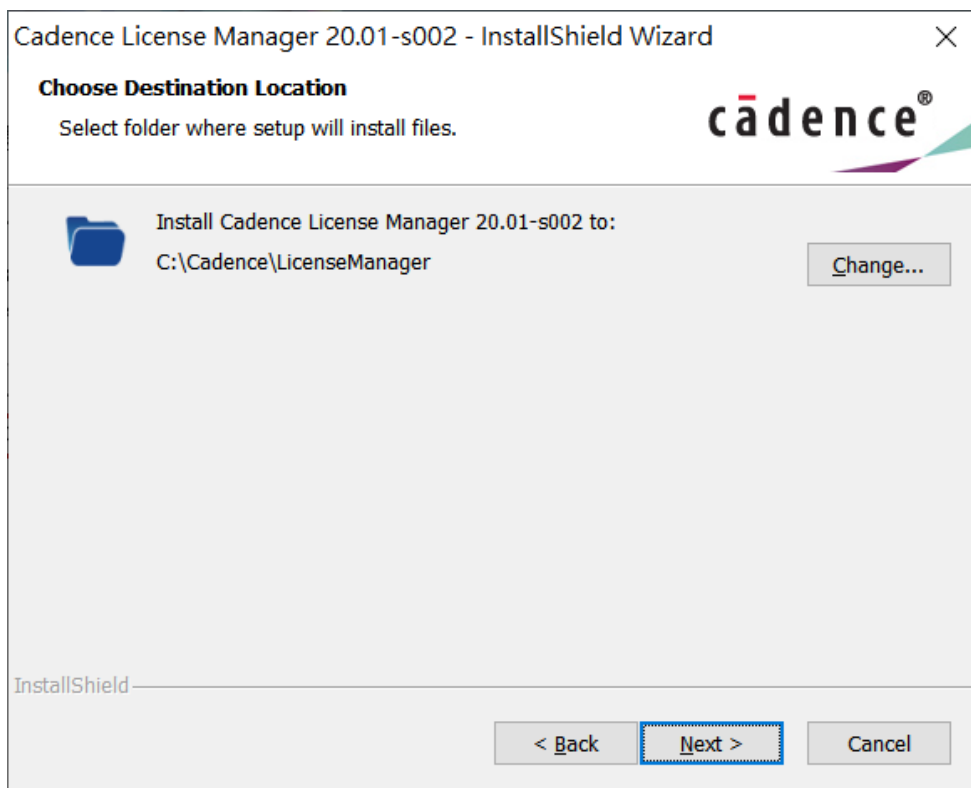 Cadence License Manager 20.01-s002 - InstallShield Wizard
Choose Destination Location
Select folder where setup will install files.
cādence®
Install Cadence License Manager 20.01-s002 to:
C:\Cadence\LicenseManager
Change...
InstallShield
< Back
Next >
Cancel